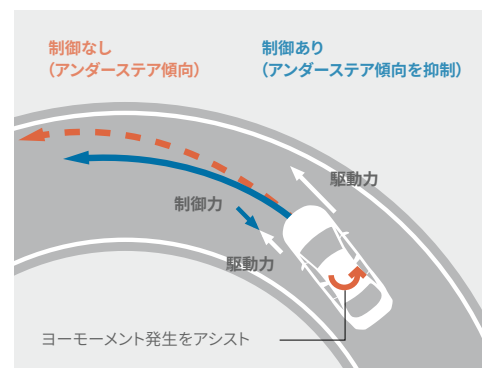 制御なし
（アンダーステア傾向）
制御あり
（アンダーステア傾向を抑制）
駆動力
制御力
駆動力
ヨーモーメント発生をアシスト